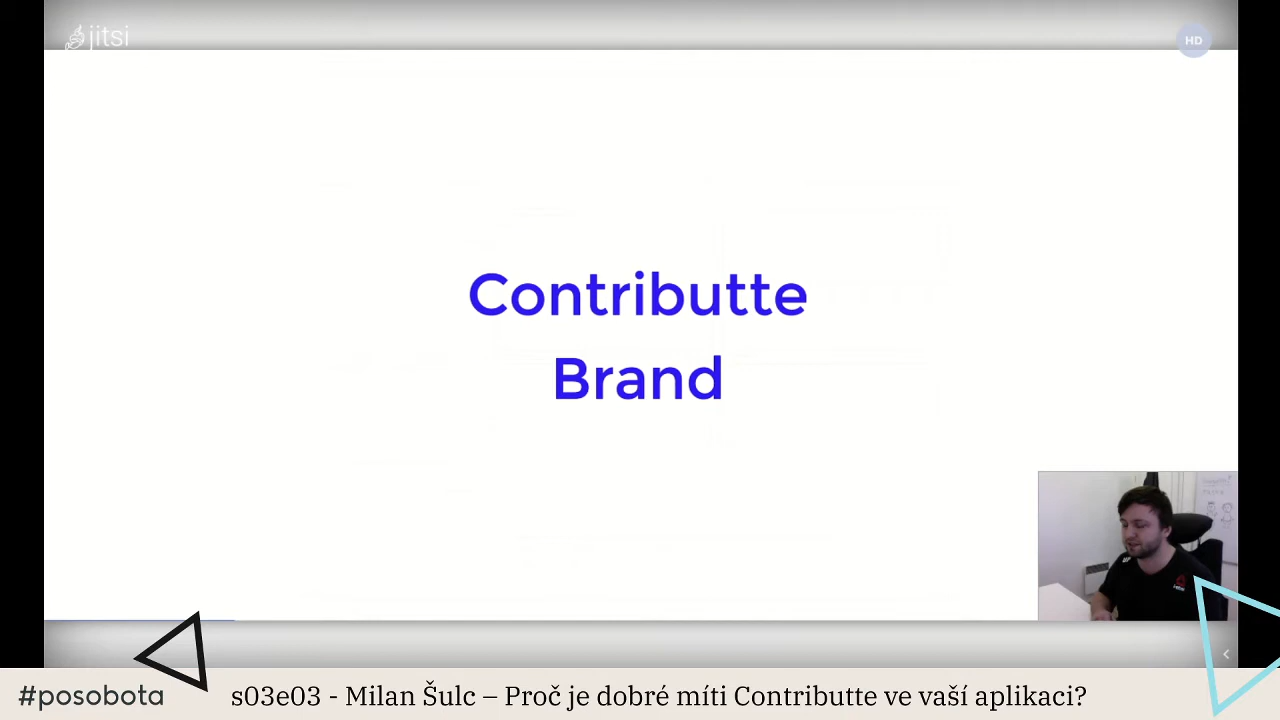 jitsi
HD
Contributte
Brand
#posobota
s03e03 - Milan Šulc – Proč je dobré míti Contributte ve vaší aplikaci?